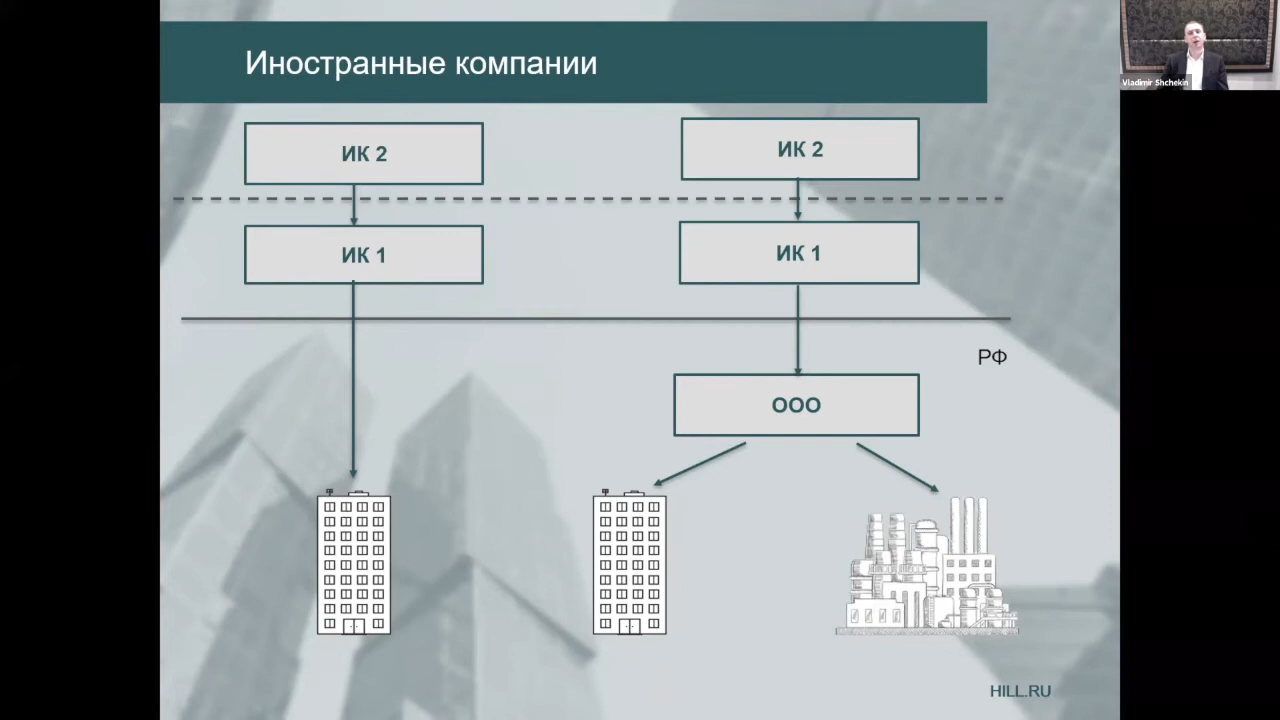 Иностранные компании
Vladimir Shchekin
ИК 2
ИК 2
ИК 1
ИК 1
РФ
ООО
HILL.RU